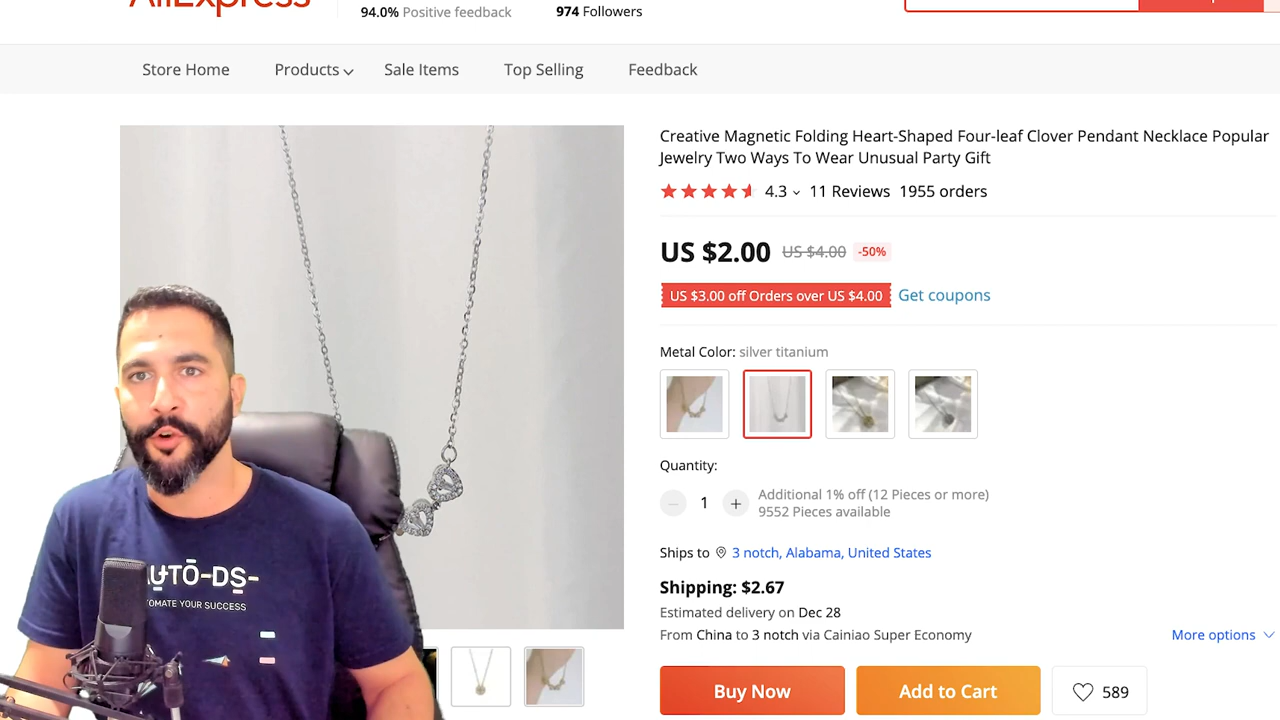 AliExpress
94.0% Positive feedback
974 Followers
Store Home
Products
Sale Items
Top Selling
Feedback
Creative Magnetic Folding Heart-Shaped Four-leaf Clover Pendant Necklace Popular
Jewelry Two Ways To Wear Unusual Party Gift
4.3 11 Reviews 1955 orders
US $2.00 US $4.00 -50%
US $3.00 off Orders over US $4.00 Get coupons
Metal Color: silver titanium
Quantity:
1
Additional 1% off (12 Pieces or more)
9552 Pieces available
Ships to 3 notch, Alabama, United States
Shipping: $2.67
Estimated delivery on Dec 28
From China to 3 notch via Cainiao Super Economy
More options
Buy Now
Add to Cart
589
AUTŌ-DS-
TOMATE YOUR SUCCESS